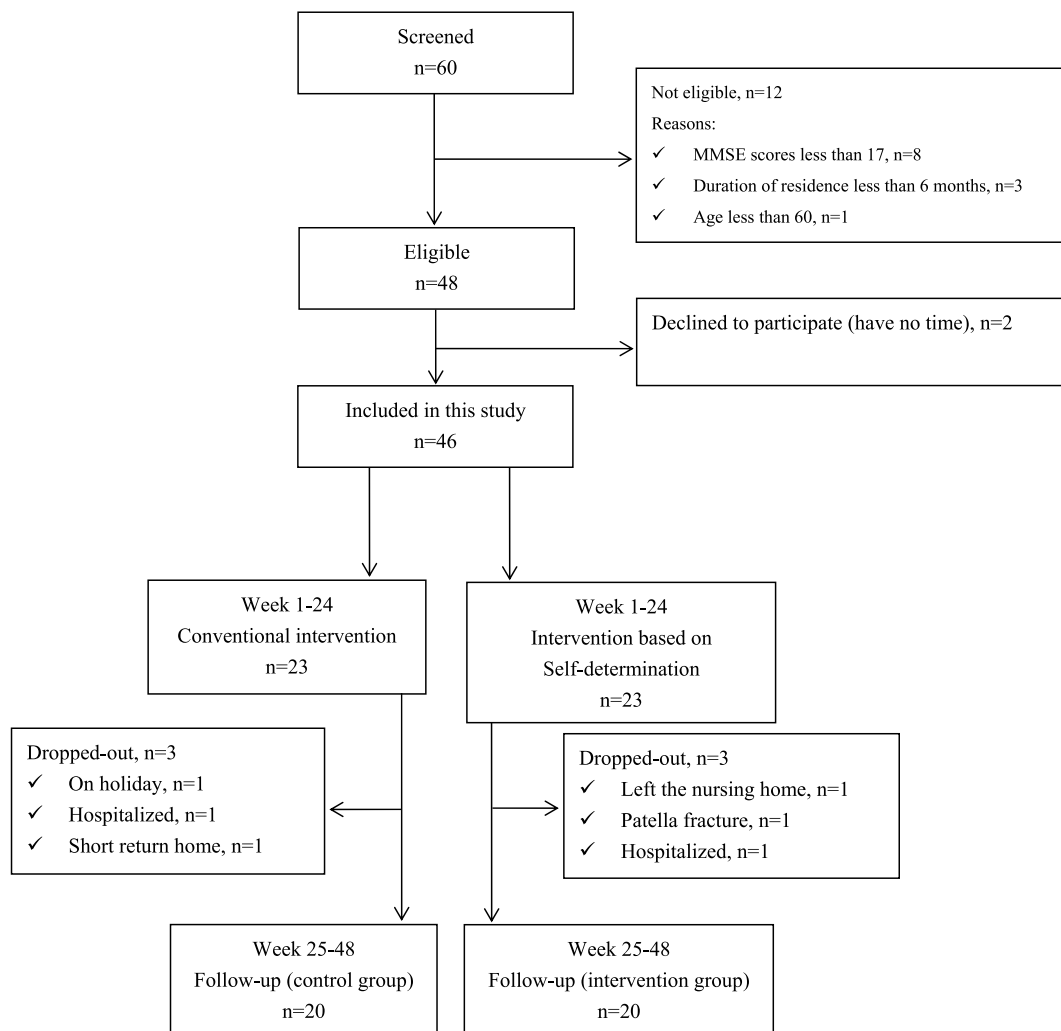 Screened
n=60
Not eligible, n=12
Reasons:
✓ MMSE scores less than 17, n=8
✓ Duration of residence less than 6 months, n=3
✓ Age less than 60, n=1
Eligible
n=48
Declined to participate (have no time), n=2
Included in this study
n=46
Week 1-24
Conventional intervention
n=23
Week 1-24
Intervention based on
Self-determination
n=23
Dropped-out, n=3
✓ On holiday, n=1
✓ Hospitalized, n=1
✓ Short return home, n=1
Dropped-out, n=3
✓ Left the nursing home, n=1
✓ Patella fracture, n=1
✓ Hospitalized, n=1
Week 25-48
Follow-up (control group)
n=20
Week 25-48
Follow-up (intervention group)
n=20